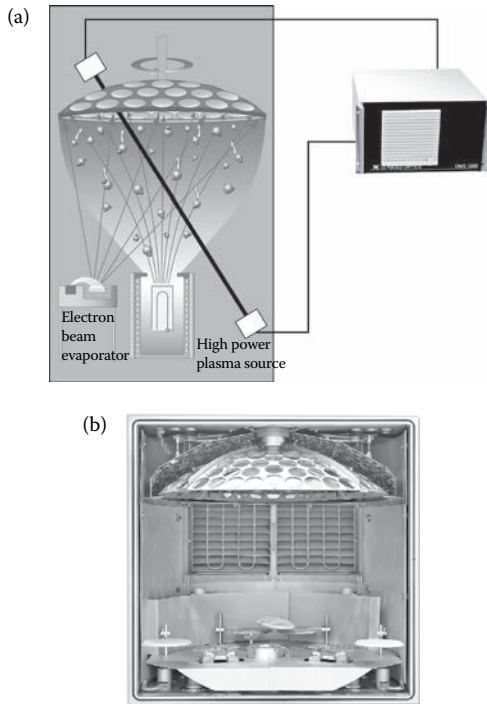 (a)
Electron
beam
evaporator
High power
plasma source
(b)